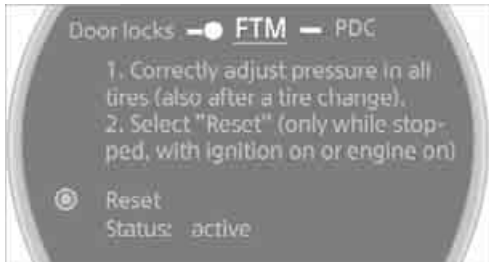 Door locks FTM PDC
1. Correctly adjust pressure in all
tires (also after a tire change).
2. Select "Reset" (only while stop-
ped, with ignition on or engine on)
Reset
Status: active